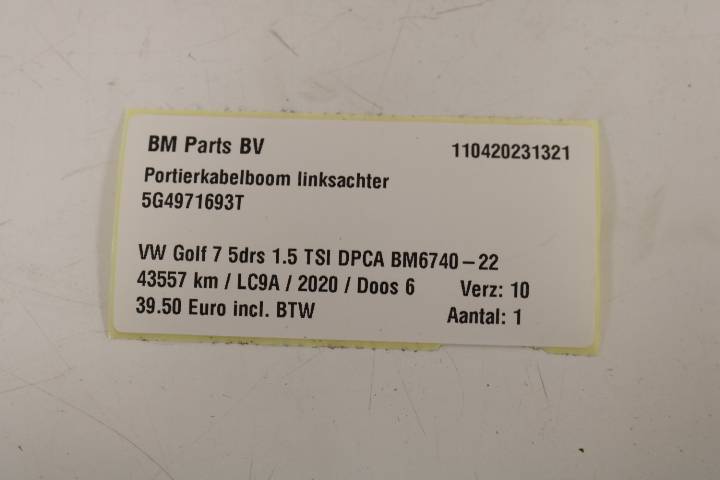 BM Parts BV 110420231321
Portierkabelboom linksachter
5G4971693T
VW Golf 7 5drs 1.5 TSI DPCA BM6740-22
43557 km / LC9A / 2020 / Doos 6 Verz: 10
39.50 Euro incl. BTW Aantal: 1